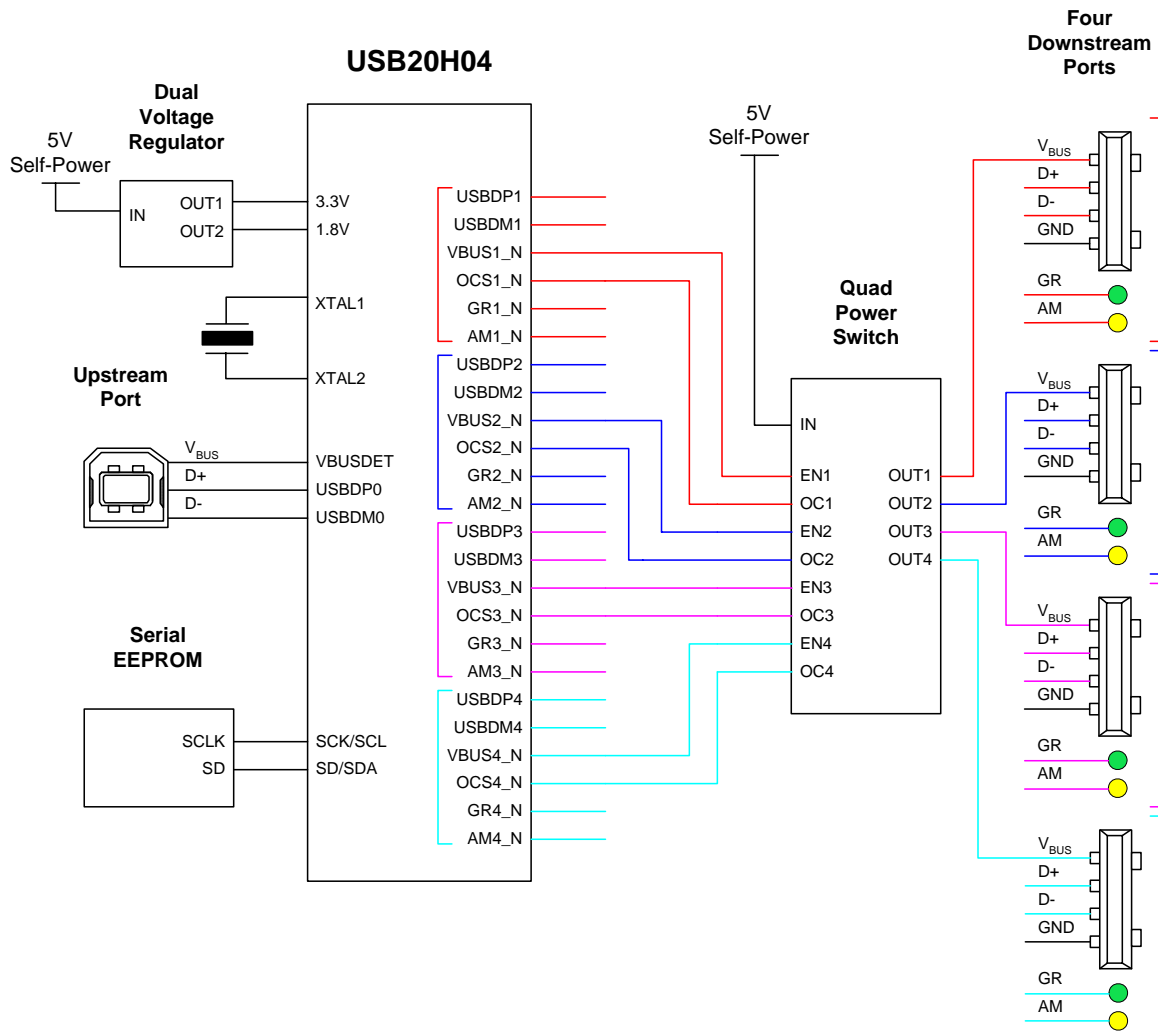 USB20H04
Dual
Voltage
Regulator
5V
Self-Power
IN
OUT1
OUT2
3.3V
1.8V
XTAL1
XTAL2
Upstream
Port
VBUS
D+
D-
VBUSDET
USBDP0
USBDM0
Serial
EEPROM
SCLK
SD
SCK/SCL
SD/SDA
USBDP1
USBDM1
VBUS1_N
OCS1_N
GR1_N
AM1_N
USBDP2
USBDM2
VBUS2_N
OCS2_N
GR2_N
AM2_N
USBDP3
USBDM3
VBUS3_N
OCS3_N
GR3_N
AM3_N
USBDP4
USBDM4
VBUS4_N
OCS4_N
GR4_N
AM4_N
5V
Self-Power
Quad
Power
Switch
IN
EN1
OC1
EN2
OC2
EN3
OC3
EN4
OC4
OUT1
OUT2
OUT3
OUT4
Four
Downstream
Ports
VBUS
D+
D-
GND
GR
AM
VBUS
D+
D-
GND
GR
AM
VBUS
D+
D-
GND
GR
AM
VBUS
D+
D-
GND
GR
AM